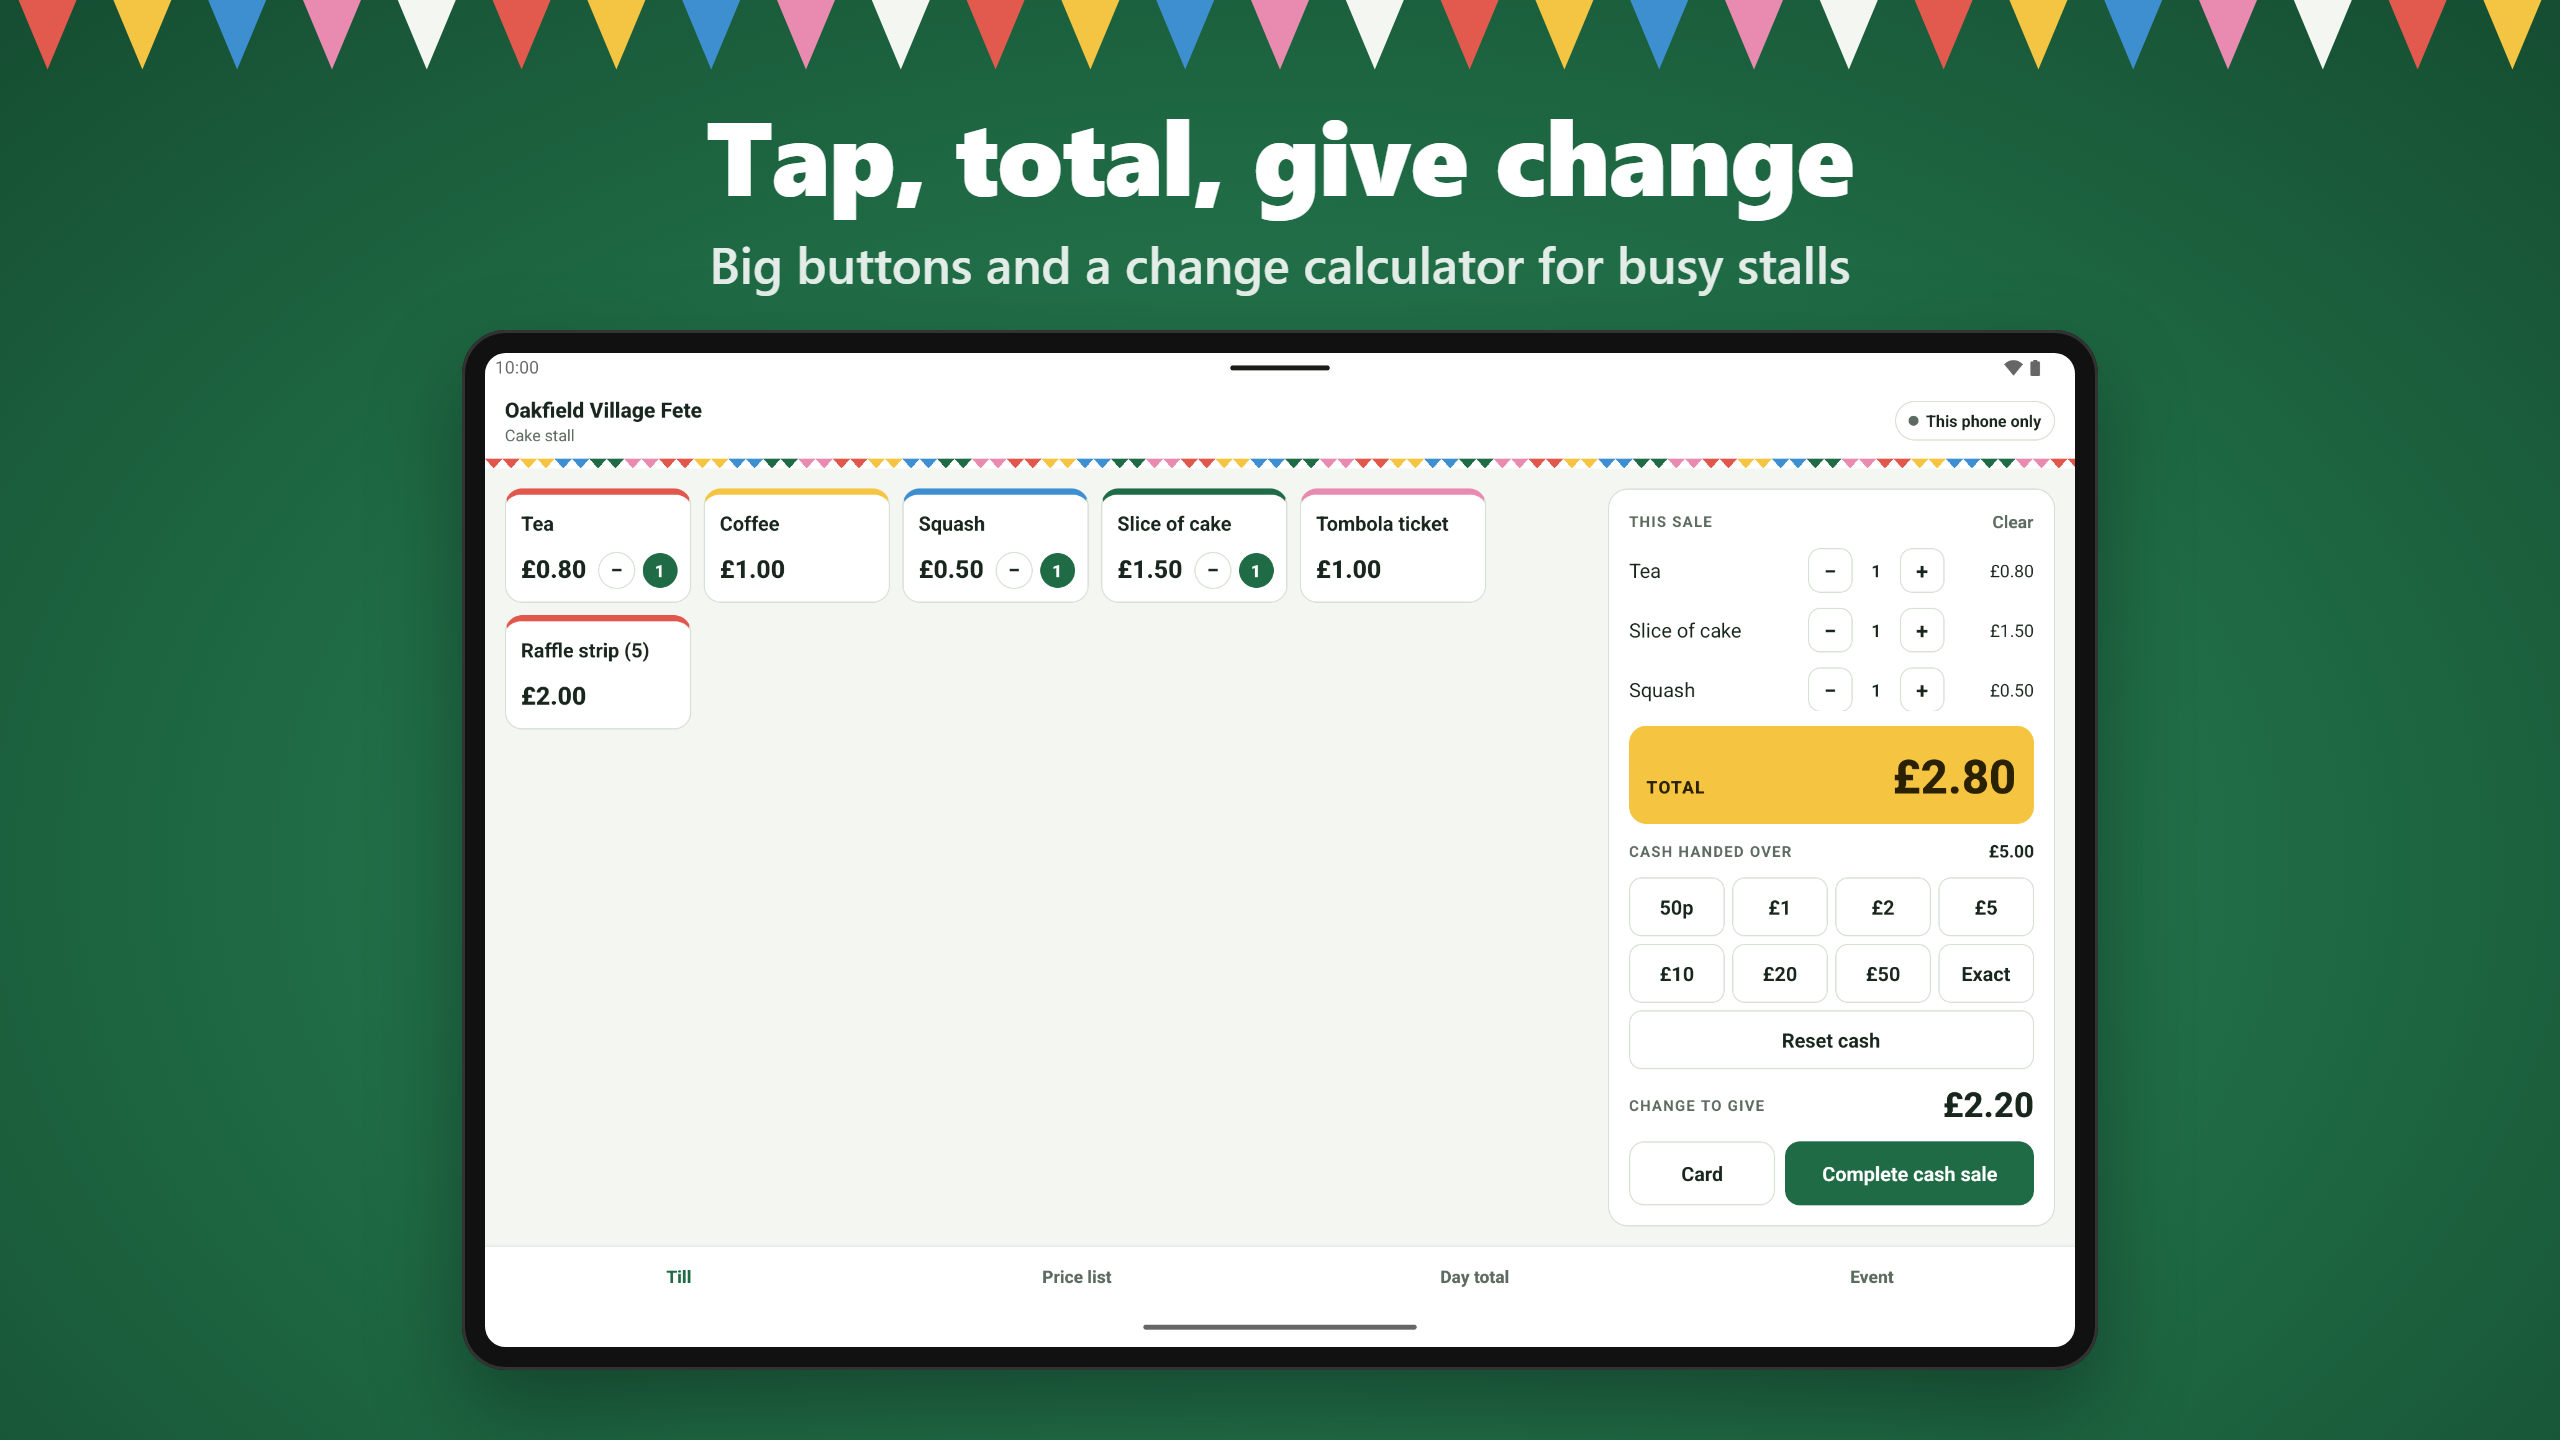 Tap, total, give change
Big buttons and a change calculator for busy stalls
10:00
Oakfield Village Fete
Cake stall
This phone only
Tea
£0.80 − 1
Coffee
£1.00
Squash
£0.50 − 1
Slice of cake
£1.50 − 1
Tombola ticket
£1.00
Raffle strip (5)
£2.00
THIS SALE Clear
Tea − 1 + £0.80
Slice of cake − 1 + £1.50
Squash − 1 + £0.50
TOTAL £2.80
CASH HANDED OVER £5.00
50p £1 £2 £5
£10 £20 £50 Exact
Reset cash
CHANGE TO GIVE £2.20
Card Complete cash sale
Till Price list Day total Event